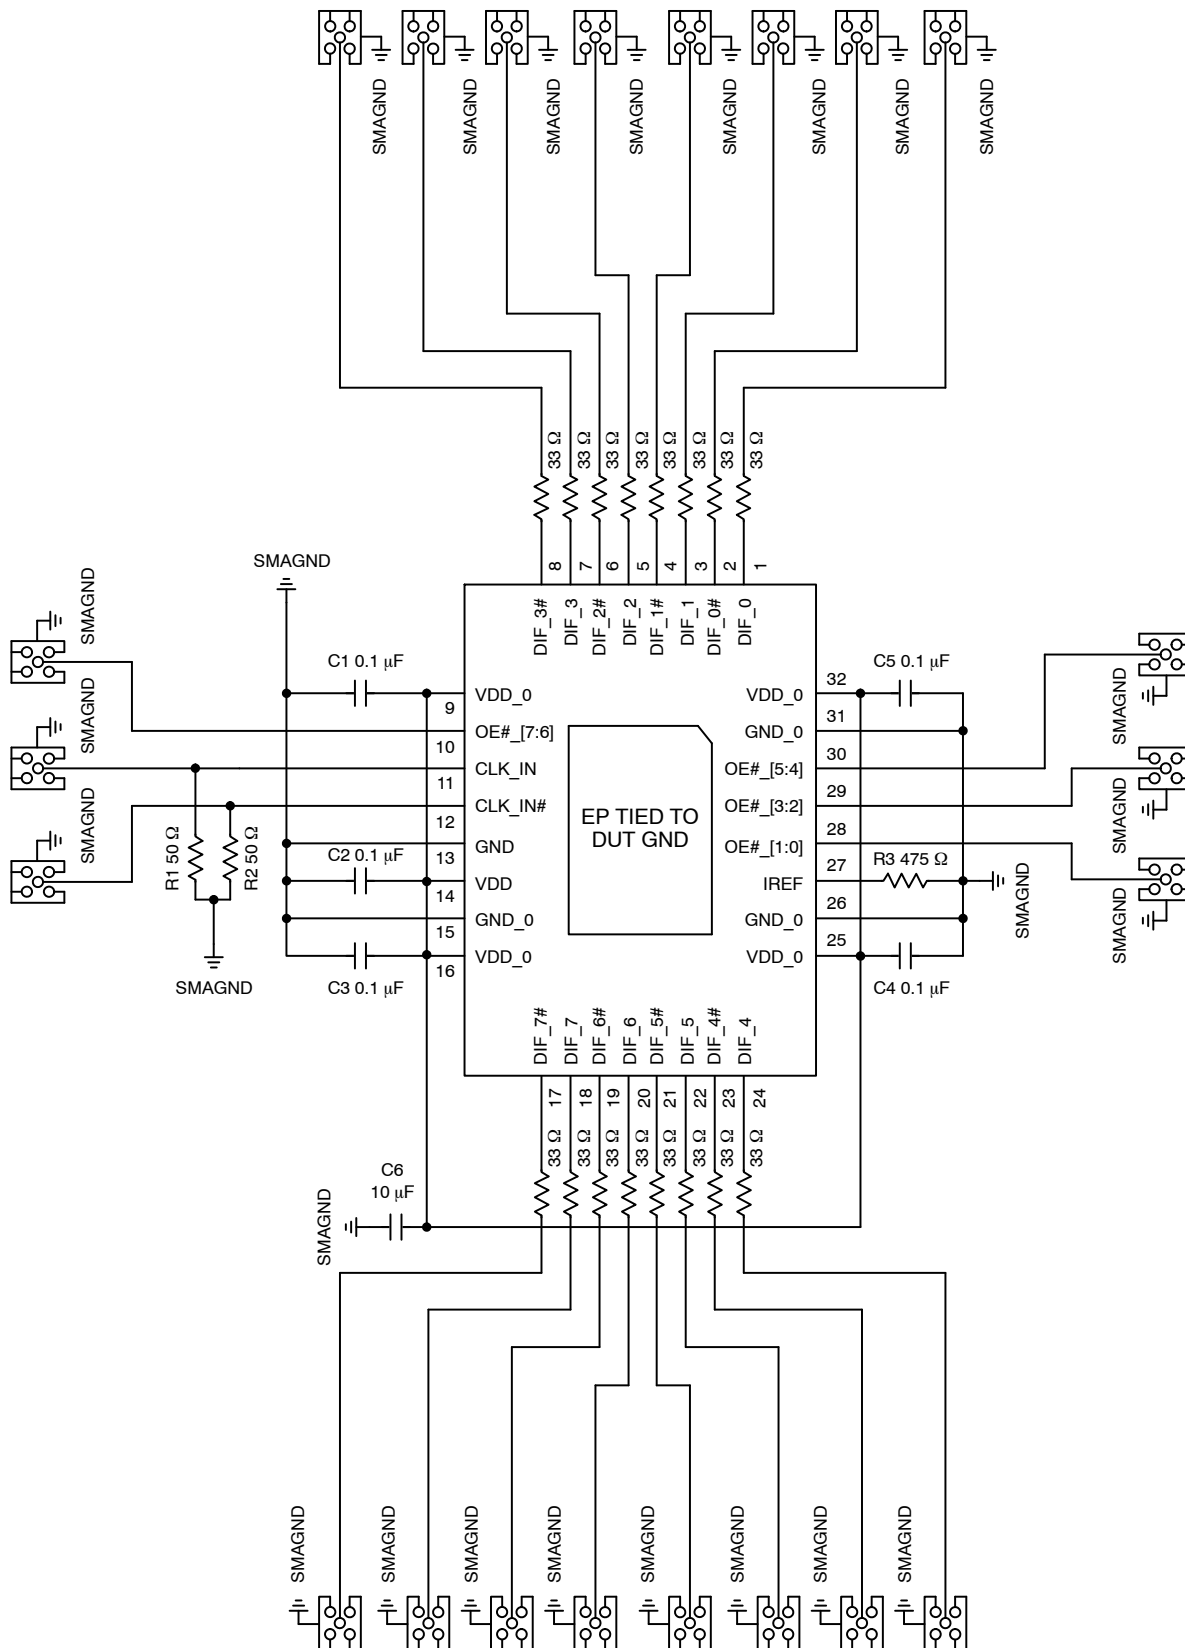 SMAGND
SMAGND
SMAGND
SMAGND
SMAGND
SMAGND
SMAGND
SMAGND
33 Ω
33 Ω
33 Ω
33 Ω
33 Ω
33 Ω
33 Ω
33 Ω
8
7
6
5
4
3
2
1
DIF_3#
DIF_3
DIF_2#
DIF_2
DIF_1#
DIF_1
DIF_0#
DIF_0
SMAGND
SMAGND
SMAGND
SMAGND
C1 0.1 μF
C2 0.1 μF
C3 0.1 μF
R1 50 Ω
R2 50 Ω
SMAGND
9
VDD_0
10
OE#_[7:6]
11
CLK_IN
12
CLK_IN#
13
GND
14
VDD
15
GND_0
16
VDD_0
EP TIED TO
DUT GND
32
VDD_0
31
GND_0
30
OE#_[5:4]
29
OE#_[3:2]
28
OE#_[1:0]
27
IREF
26
GND_0
25
VDD_0
C5 0.1 μF
R3 475 Ω
C4 0.1 μF
SMAGND
SMAGND
SMAGND
SMAGND
DIF_7#
DIF_7
DIF_6#
DIF_6
DIF_5#
DIF_5
DIF_4#
DIF_4
17
18
19
20
21
22
23
24
33 Ω
33 Ω
33 Ω
33 Ω
33 Ω
33 Ω
33 Ω
33 Ω
C6
10 μF
SMAGND
SMAGND
SMAGND
SMAGND
SMAGND
SMAGND
SMAGND
SMAGND
SMAGND